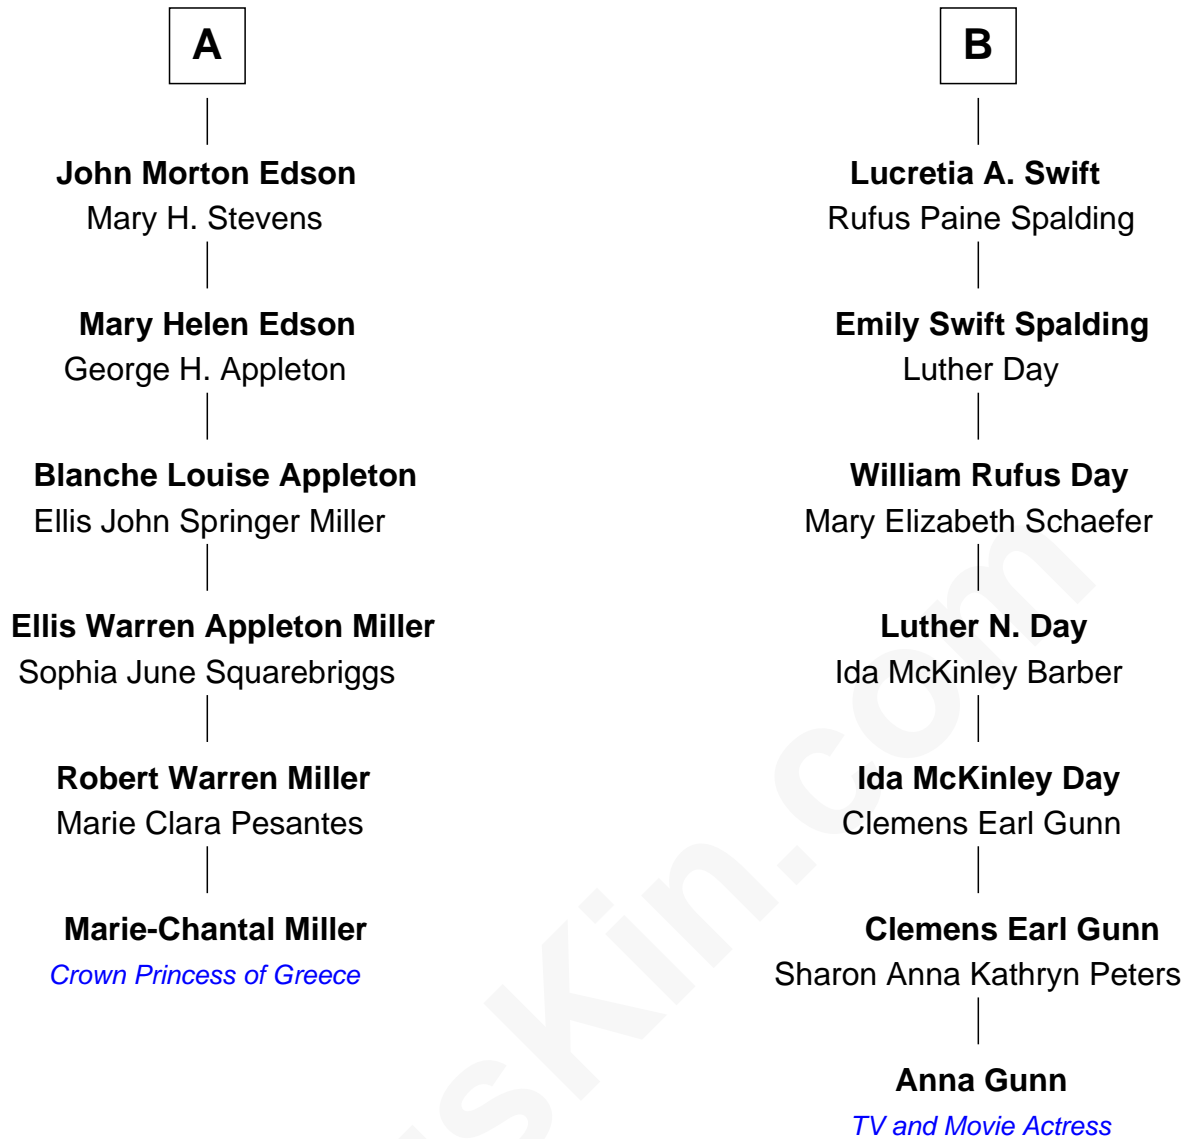 A
John Morton Edson
Mary H. Stevens
Mary Helen Edson
George H. Appleton
Blanche Louise Appleton
Ellis John Springer Miller
Ellis Warren Appleton Miller
Sophia June Squarebriggs
Robert Warren Miller
Marie Clara Pesantes
Marie-Chantal Miller
Crown Princess of Greece
B
Lucretia A. Swift
Rufus Paine Spalding
Emily Swift Spalding
Luther Day
William Rufus Day
Mary Elizabeth Schaefer
Luther N. Day
Ida McKinley Barber
Ida McKinley Day
Clemens Earl Gunn
Clemens Earl Gunn
Sharon Anna Kathryn Peters
Anna Gunn
TV and Movie Actress